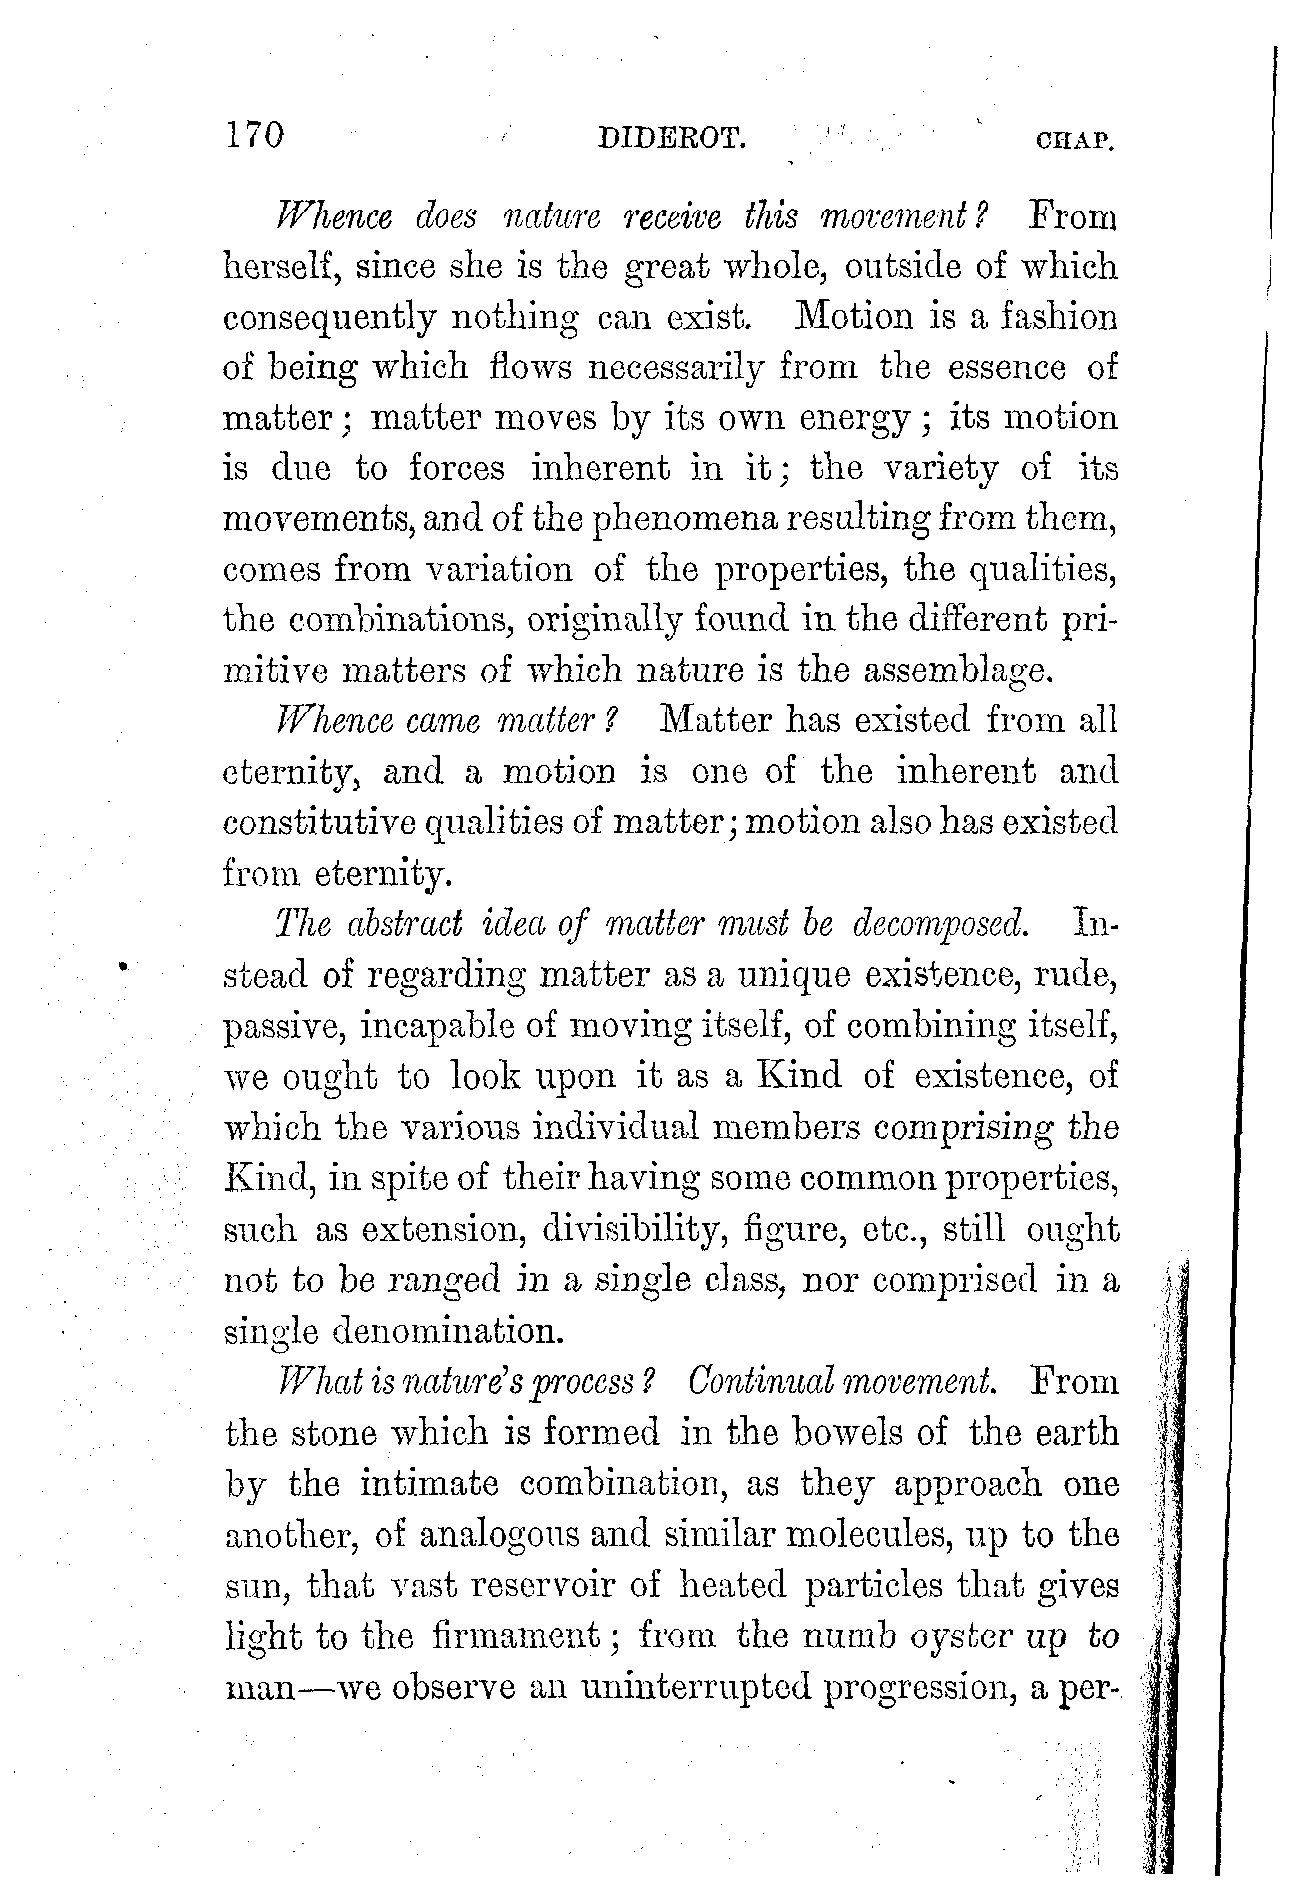 170 DIDEROT. CHAP.
Whence does nature receive this movement? From
herself, since she is the great whole, outside of which
consequently nothing can exist. Motion is a fashion
of being which flows necessarily from the essence of
matter; matter moves by its own energy; its motion
is due to forces inherent in it; the variety of its
movements, and of the phenomena resulting from them,
comes from variation of the properties, the qualities,
the combinations, originally found in the different pri-
mitive matters of which nature is the assemblage.
Whence came matter? Matter has existed from all
eternity, and a motion is one of the inherent and
constitutive qualities of matter; motion also has existed
from eternity.
The abstract idea of matter must be decomposed. In-
stead of regarding matter as a unique existence, rude,
passive, incapable of moving itself, of combining itself,
we ought to look upon it as a Kind of existence, of
which the various individual members comprising the
Kind, in spite of their having some common properties,
such as extension, divisibility, figure, etc., still ought
not to be ranged in a single class, nor comprised in a
single denomination.
What is nature's process? Continual movement. From
the stone which is formed in the bowels of the earth
by the intimate combination, as they approach one
another, of analogous and similar molecules, up to the
sun, that vast reservoir of heated particles that gives
light to the firmament; from the numb oyster up to
man—we observe an uninterrupted progression, a per-